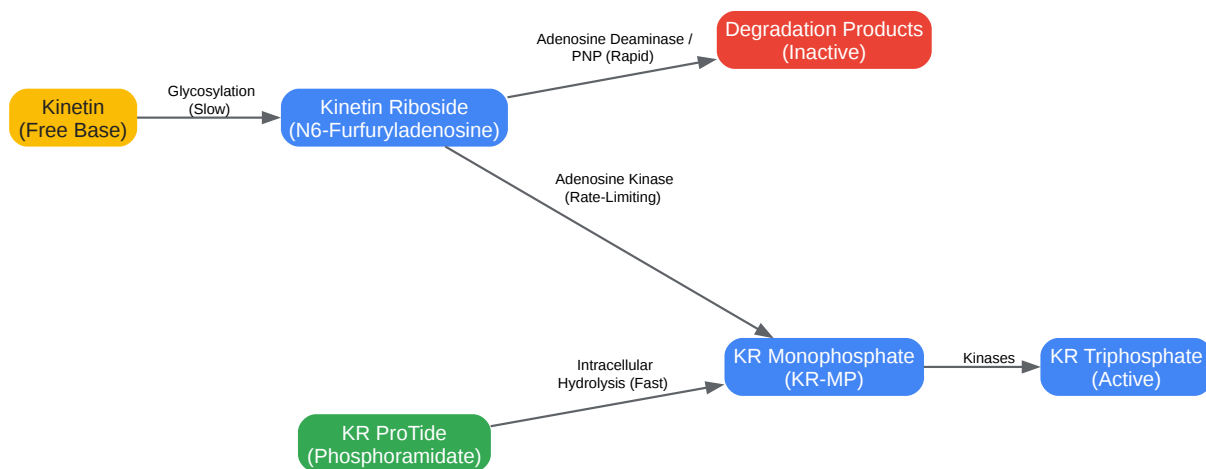 Kinetin
(Free Base)
Glycosylation
(Slow)
Kinetin Riboside
(N6-Furfuryladenosine)
Adenosine Deaminase /
PNP (Rapid)
Degradation Products
(Inactive)
Adenosine Kinase
(Rate-Limiting)
KR ProTide
(Phosphoramidate)
Intracellular
Hydrolysis (Fast)
KR Monophosphate
(KR-MP)
Kinases
KR Triphosphate
(Active)